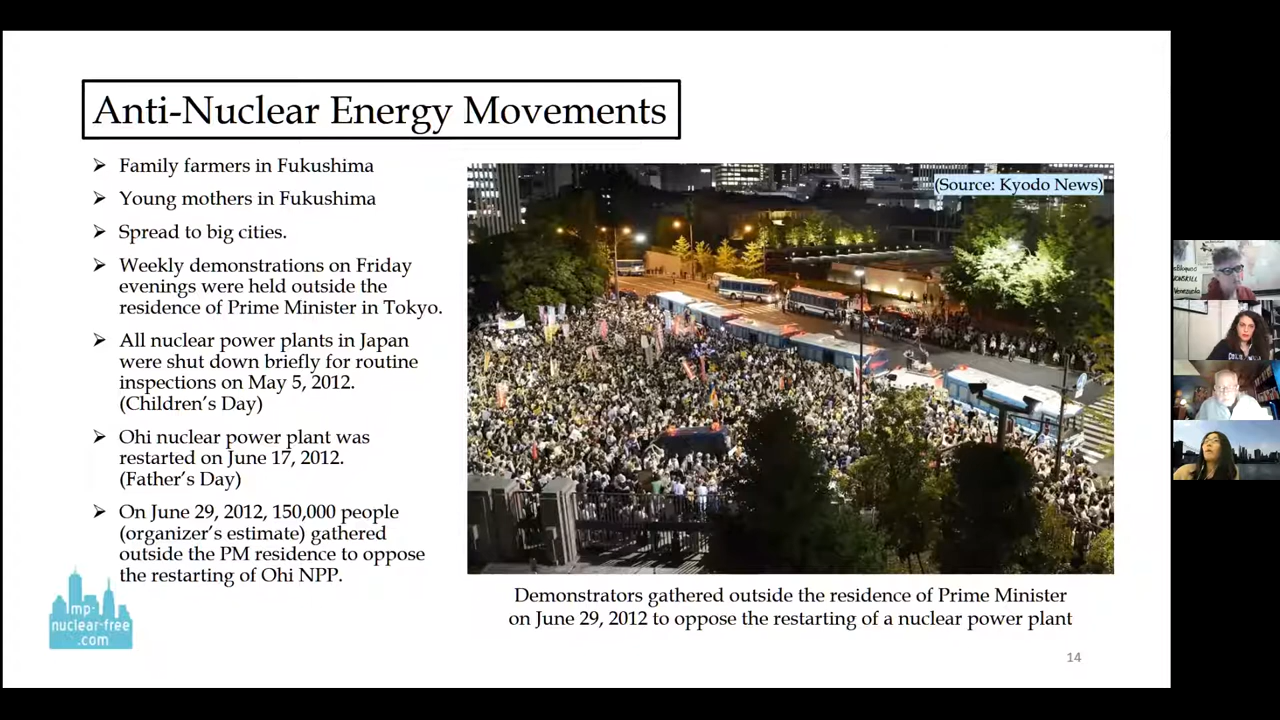 Anti-Nuclear Energy Movements
➢ Family farmers in Fukushima
➢ Young mothers in Fukushima
➢ Spread to big cities.
➢ Weekly demonstrations on Friday
evenings were held outside the
residence of Prime Minister in Tokyo.
➢ All nuclear power plants in Japan
were shut down briefly for routine
inspections on May 5, 2012.
(Children's Day)
➢ Ohi nuclear power plant was
restarted on June 17, 2012.
(Father's Day)
➢ On June 29, 2012, 150,000 people
(organizer's estimate) gathered
outside the PM residence to oppose
the restarting of Ohi NPP.
mp-
nuclear-free
.com
(Source: Kyodo News)
Demonstrators gathered outside the residence of Prime Minister
on June 29, 2012 to oppose the restarting of a nuclear power plant
14
Venezuela